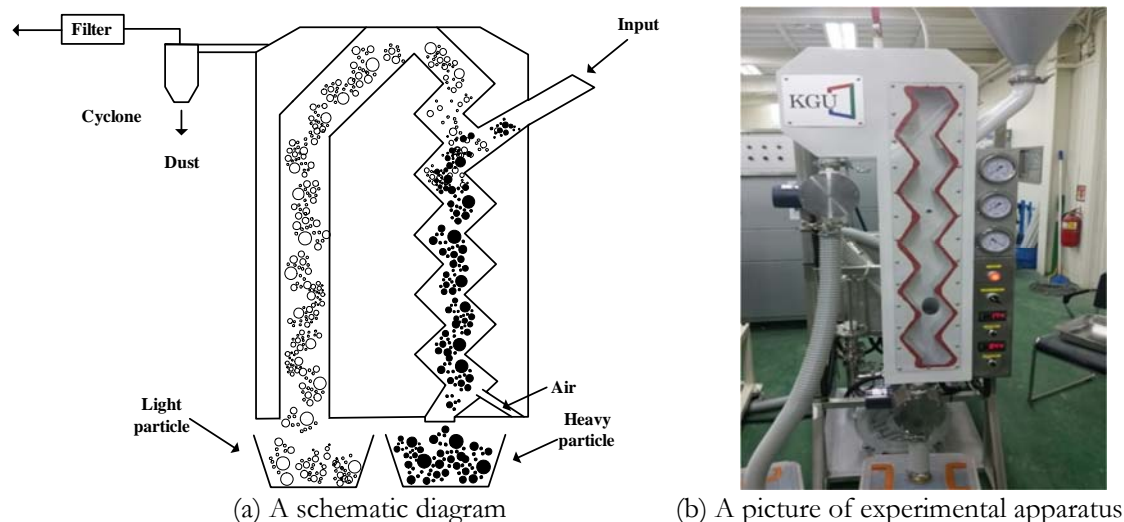 Filter
Input
Cyclone
Dust
Air
Light
particle
Heavy
particle
(a) A schematic diagram
KGU
(b) A picture of experimental apparatus